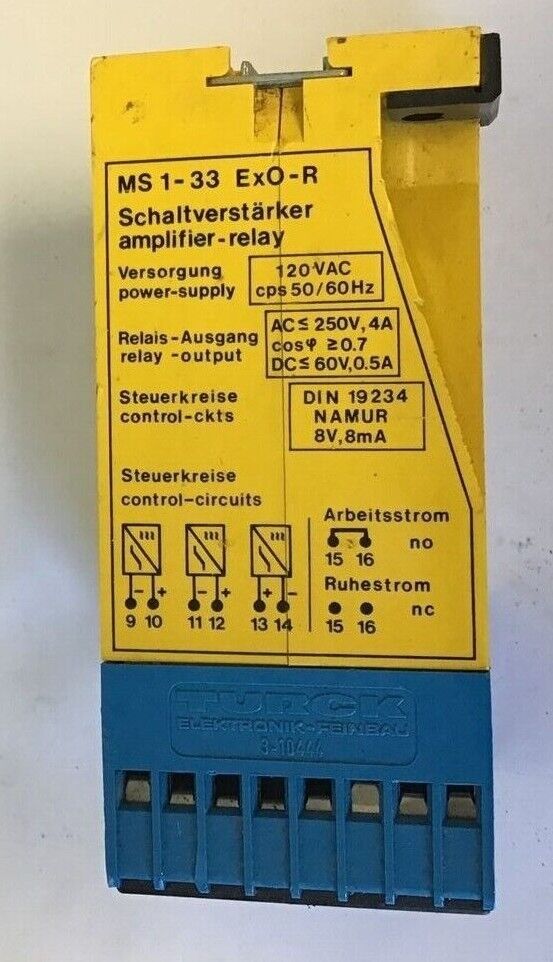 MS 1-33 ExO-R
Schaltverstärker
amplifier-relay
Versorgung
power-supply
120 VAC
cps 50/60Hz
Relais-Ausgang
relay -output
AC≤ 250V, 4A
cosφ ≥0.7
DC≤ 60V, 0.5A
Steuerkreise
control-ckts
DIN 19234
NAMUR
8V, 8mA
Steuerkreise
control-circuits
- + - + + -
9 10 11 12 13 14
Arbeitsstrom
15 16 no
Ruhestrom
15 16 nc
TURCK
ELEKTRONIK-FEINBAU
3-10444